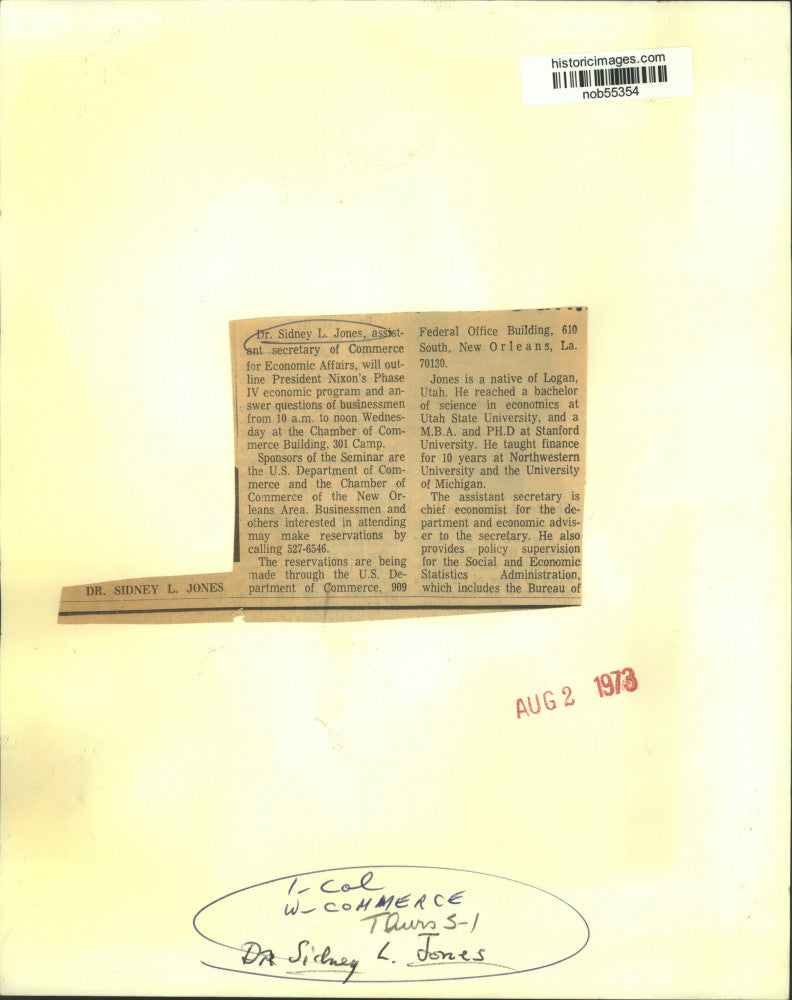 historicimages.com
nob55354
Dr. Sidney L. Jones, assist-
ant secretary of Commerce
for Economic Affairs, will out-
line President Nixon's Phase
IV economic program and an-
swer questions of businessmen
from 10 a.m. to noon Wednes-
day at the Chamber of Com-
merce Building, 301 Camp.
Sponsors of the Seminar are
the U.S. Department of Com-
merce and the Chamber of
Commerce of the New Or-
leans Area. Businessmen and
others interested in attending
may make reservations by
calling 527-6546.
The reservations are being
made through the U.S. De-
partment of Commerce, 909
Federal Office Building, 610
South, New Orleans, La.
70130.
Jones is a native of Logan,
Utah. He reached a bachelor
of science in economics at
Utah State University, and a
M.B.A. and PH.D at Stanford
University. He taught finance
for 10 years at Northwestern
University and the University
of Michigan.
The assistant secretary is
chief economist for the de-
partment and economic advis-
er to the secretary. He also
provides policy supervision
for the Social and Economic
Statistics Administration,
which includes the Bureau of
DR. SIDNEY L. JONES
AUG 2 1973
1-Col
W-COMMERCE
Thurs S-1
DR Sidney L. Jones